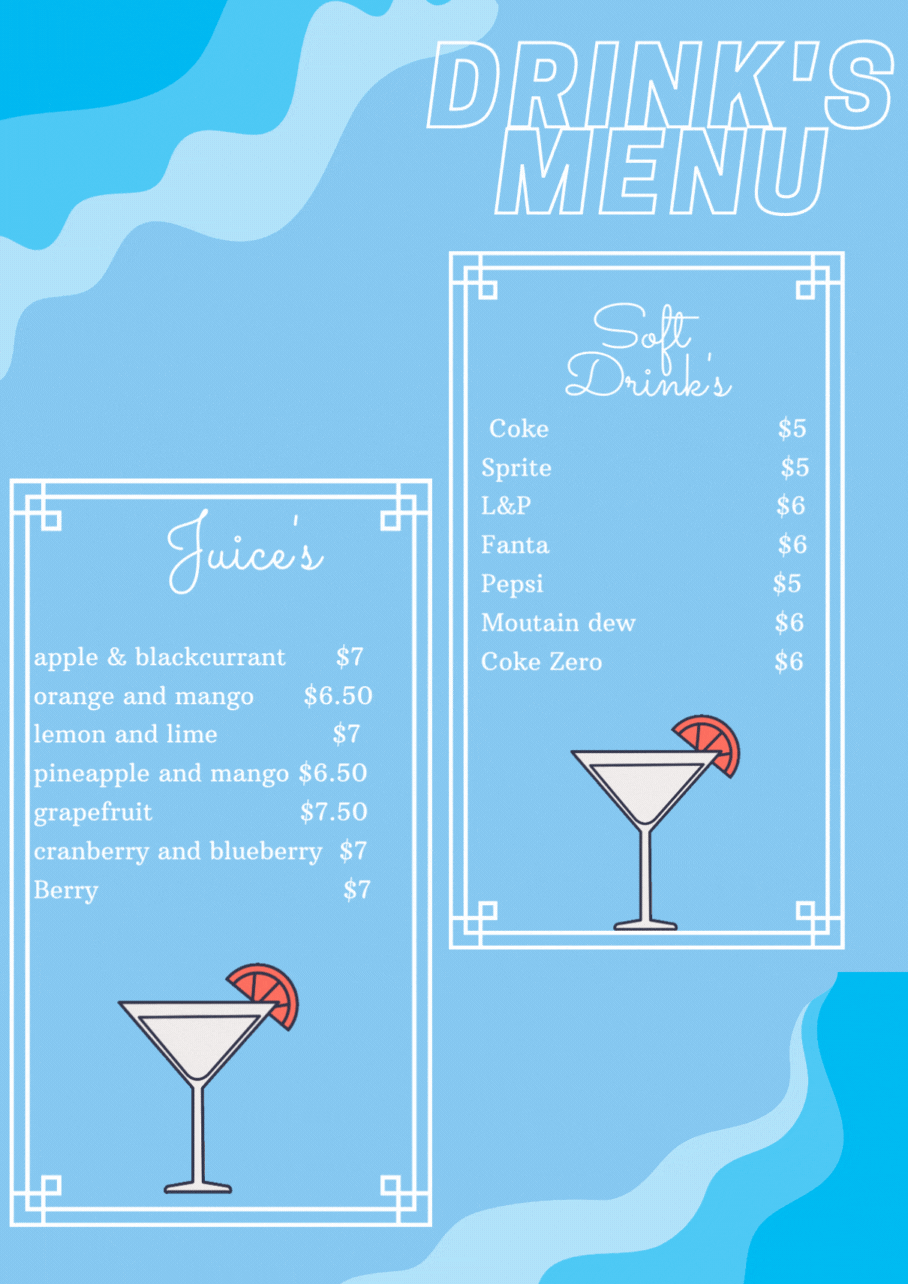 DRINK'S
MENU
Soft
Drink's
Coke $5
Sprite $5
L&P $6
Fanta $6
Pepsi $5
Moutain dew $6
Coke Zero $6
Juice's
apple & blackcurrant $7
orange and mango $6.50
lemon and lime $7
pineapple and mango $6.50
grapefruit $7.50
cranberry and blueberry $7
Berry $7